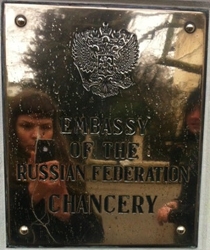 EMBASSY
OF THE
RUSSIAN FEDERATION
CHANCERY